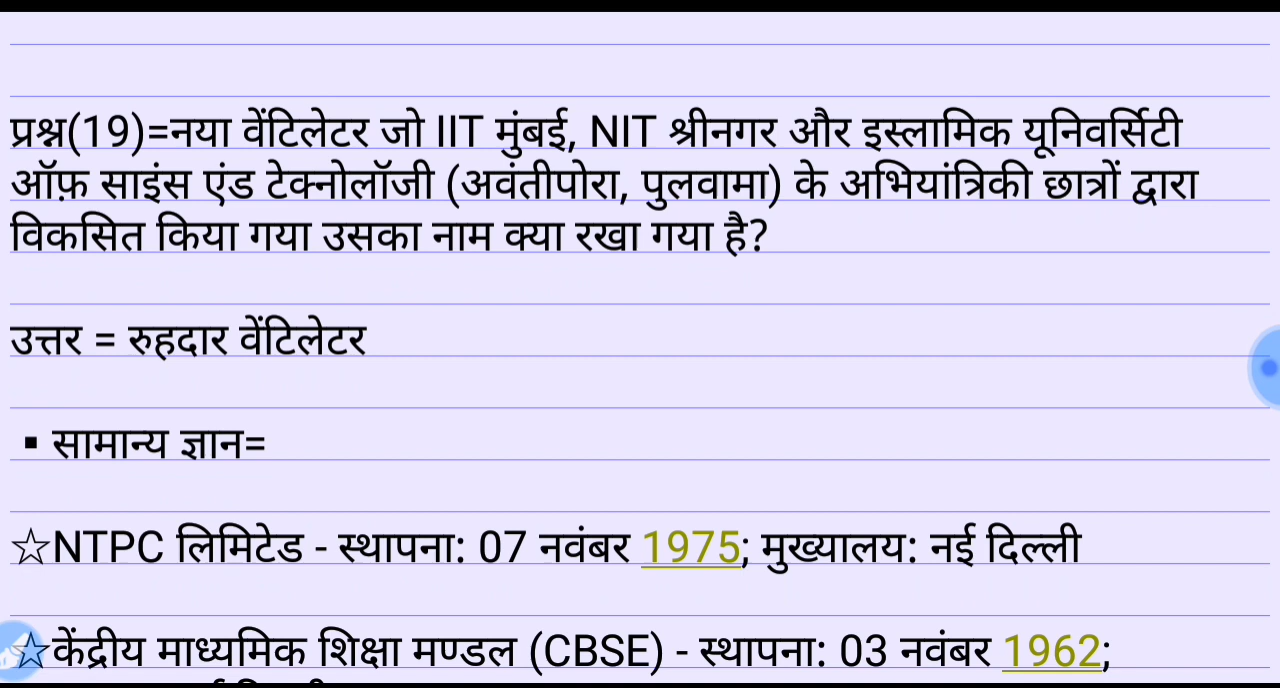 प्रश्न(19)=नया वेंटिलेटर जो IIT मुंबई, NIT श्रीनगर और इस्लामिक यूनिवर्सिटी
ऑफ़ साइंस एंड टेक्नोलॉजी (अवंतीपोरा, पुलवामा) के अभियांत्रिकी छात्रों द्वारा
विकसित किया गया उसका नाम क्या रखा गया है?
उत्तर = रुहदार वेंटिलेटर
▪ सामान्य ज्ञान=
☆NTPC लिमिटेड - स्थापना: 07 नवंबर 1975; मुख्यालय: नई दिल्ली
☆केंद्रीय माध्यमिक शिक्षा मण्डल (CBSE) - स्थापना: 03 नवंबर 1962;